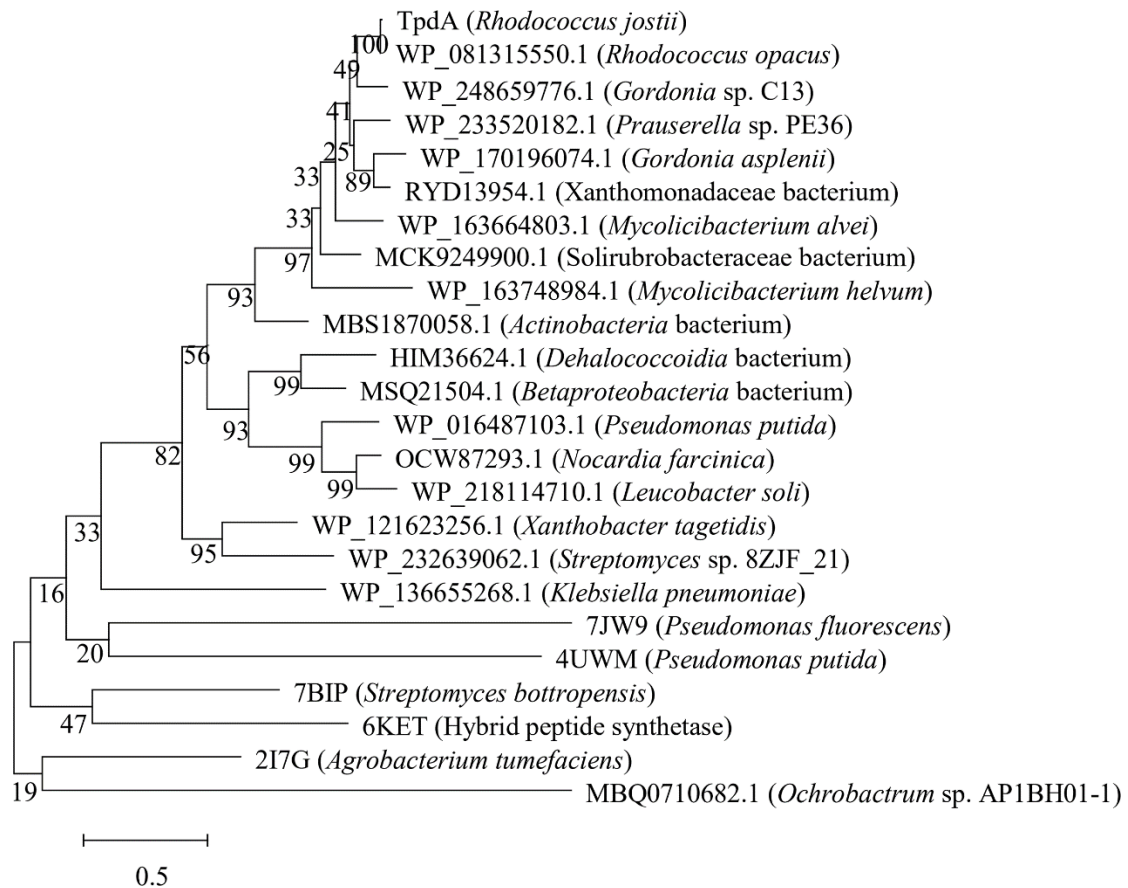 TpdA (Rhodococcus jostii)
100
WP_081315550.1 (Rhodococcus opacus)
49
WP_248659776.1 (Gordonia sp. C13)
41
WP_233520182.1 (Prauserella sp. PE36)
25
WP_170196074.1 (Gordonia asplenii)
33
89
RYD13954.1 (Xanthomonadaceae bacterium)
33
WP_163664803.1 (Mycolicibacterium alvei)
97
MCK9249900.1 (Solirubrobacteraceae bacterium)
93
WP_163748984.1 (Mycolicibacterium helvum)
MBS1870058.1 (Actinobacteria bacterium)
56
HIM36624.1 (Dehalococcoidia bacterium)
99
MSQ21504.1 (Betaproteobacteria bacterium)
93
WP_016487103.1 (Pseudomonas putida)
82
99
OCW87293.1 (Nocardia farcinica)
99
WP_218114710.1 (Leucobacter soli)
33
WP_121623256.1 (Xanthobacter tagetidis)
95
WP_232639062.1 (Streptomyces sp. 8ZJF_21)
16
WP_136655268.1 (Klebsiella pneumoniae)
7JW9 (Pseudomonas fluorescens)
20
4UWM (Pseudomonas putida)
7BIP (Streptomyces bottropensis)
47
6KET (Hybrid peptide synthetase)
2I7G (Agrobacterium tumefaciens)
19
MBQ0710682.1 (Ochrobactrum sp. AP1BH01-1)
0.5